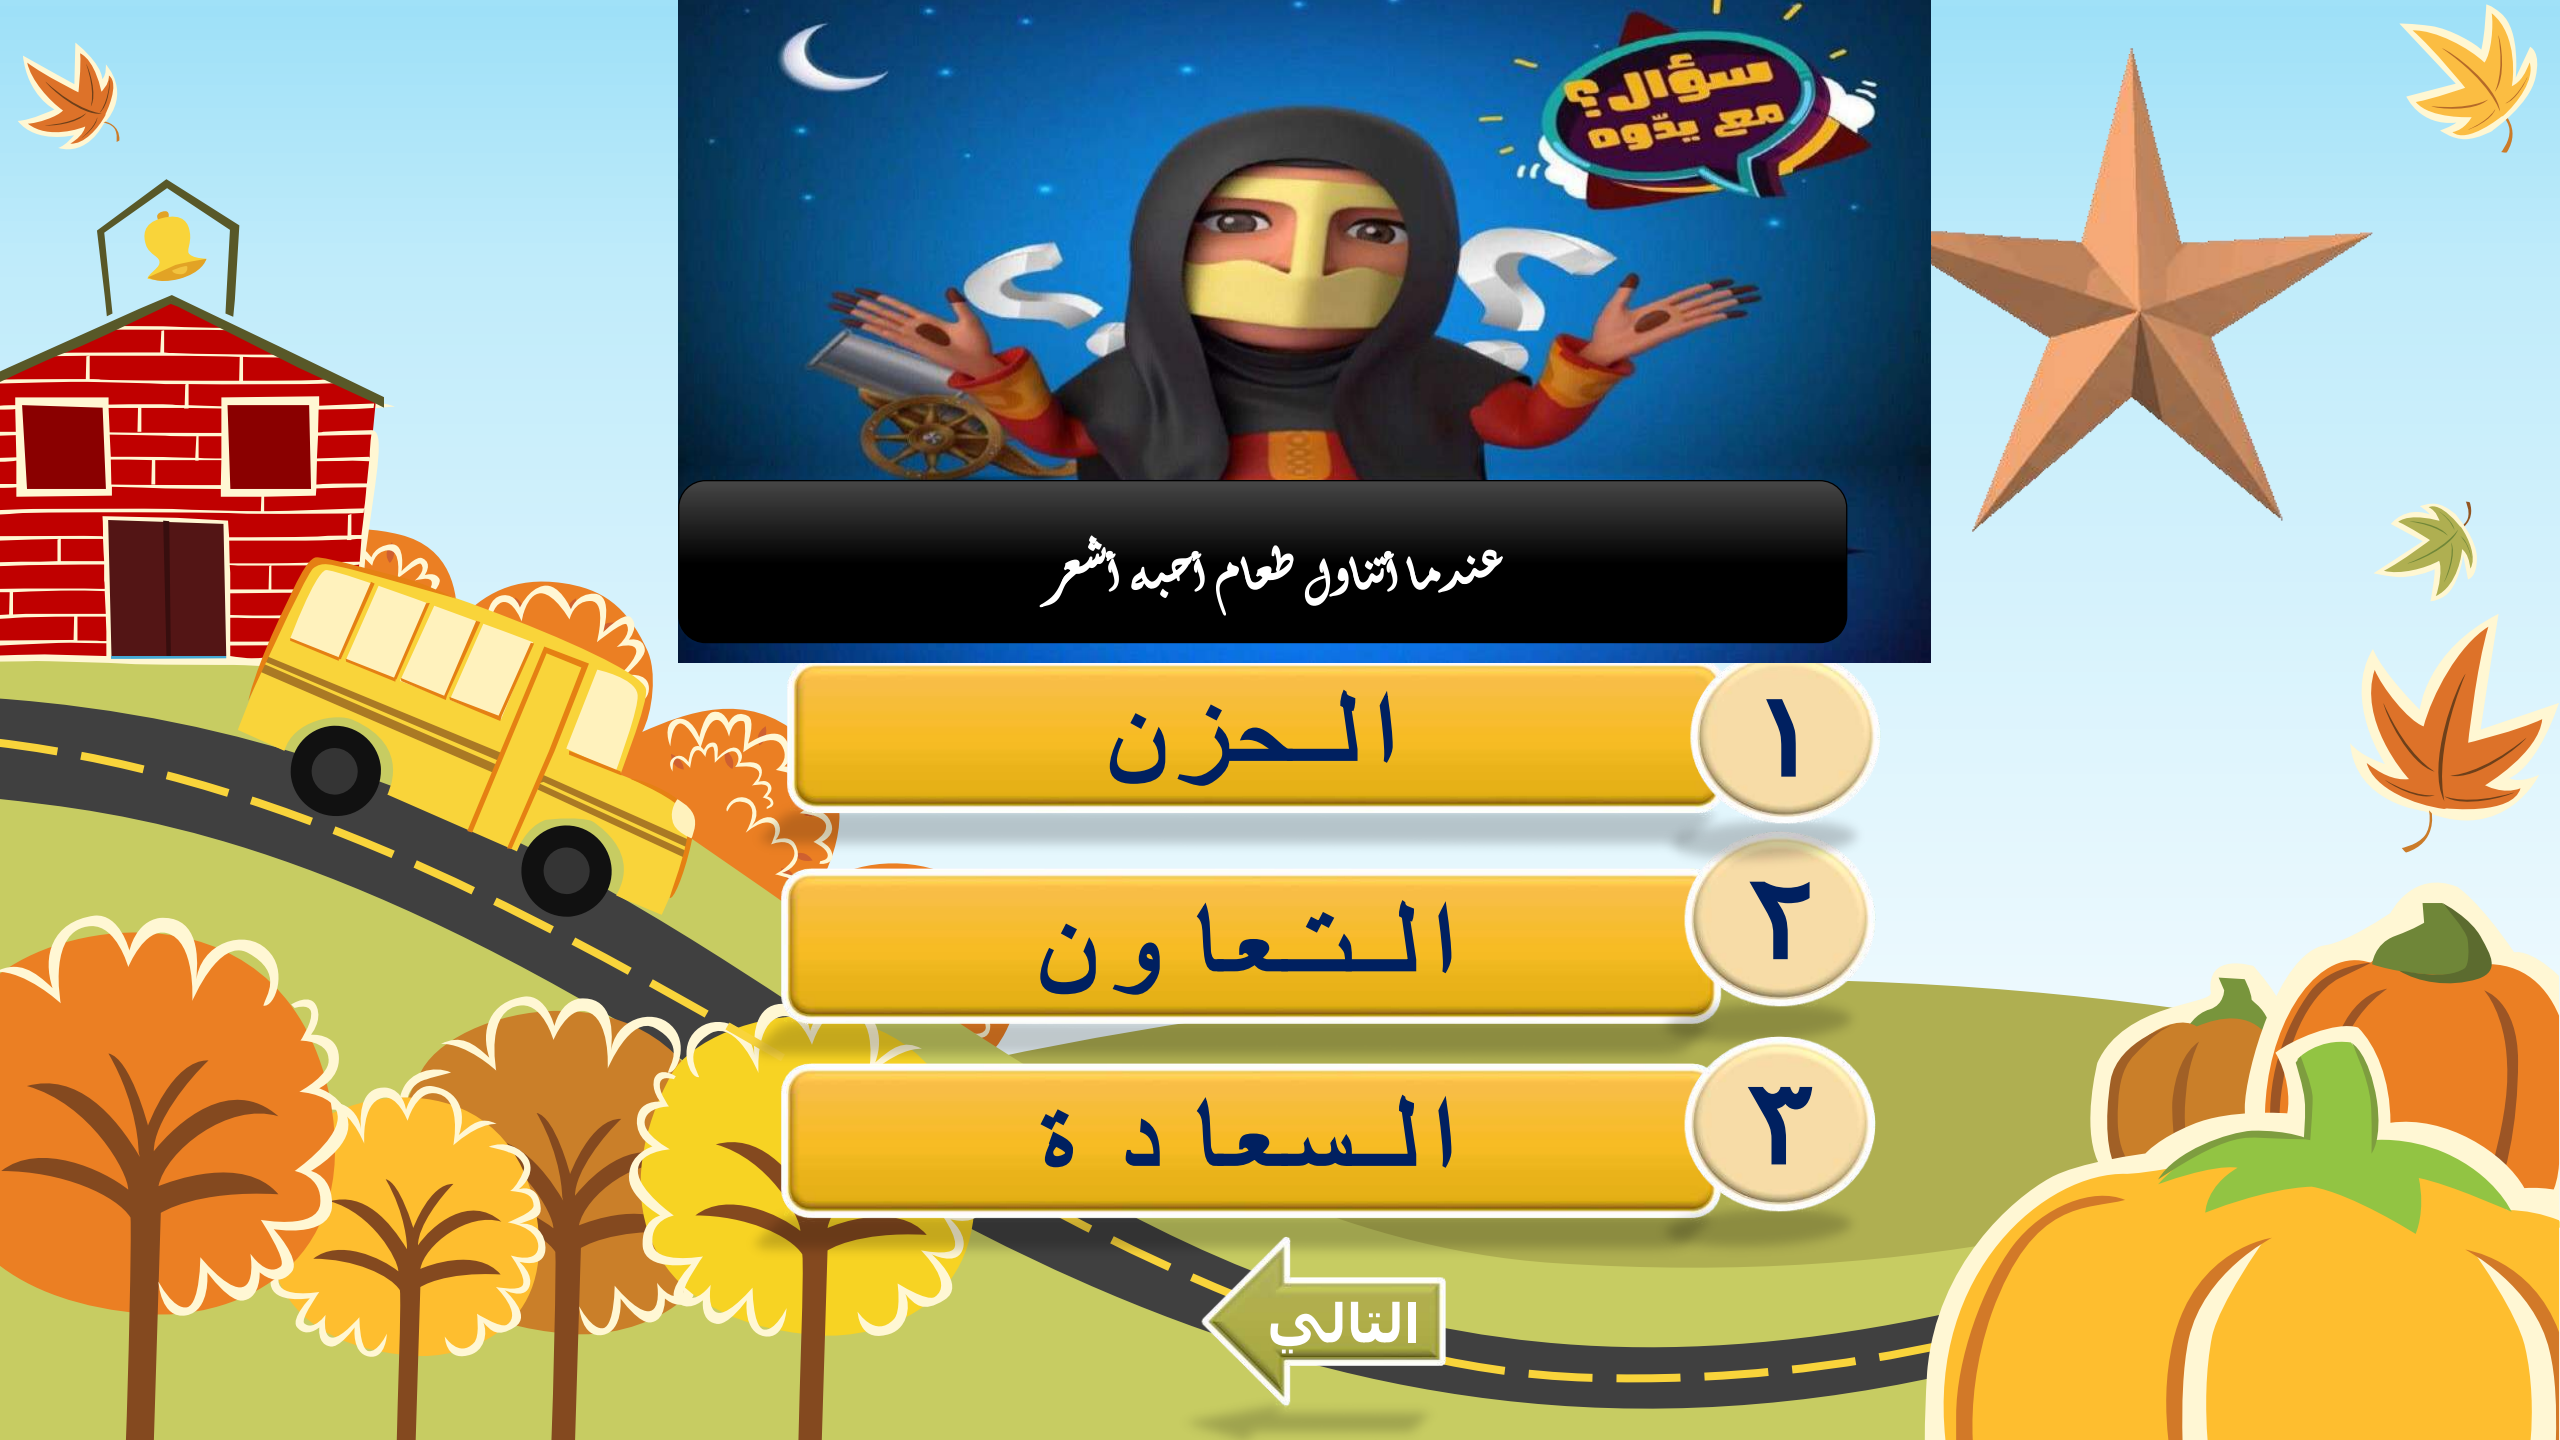 سؤال؟
مع يدّوه
عندما أتناول طعام أحبه أشعر
١
الحزن
٢
التعاون
٣
السعادة
التالي